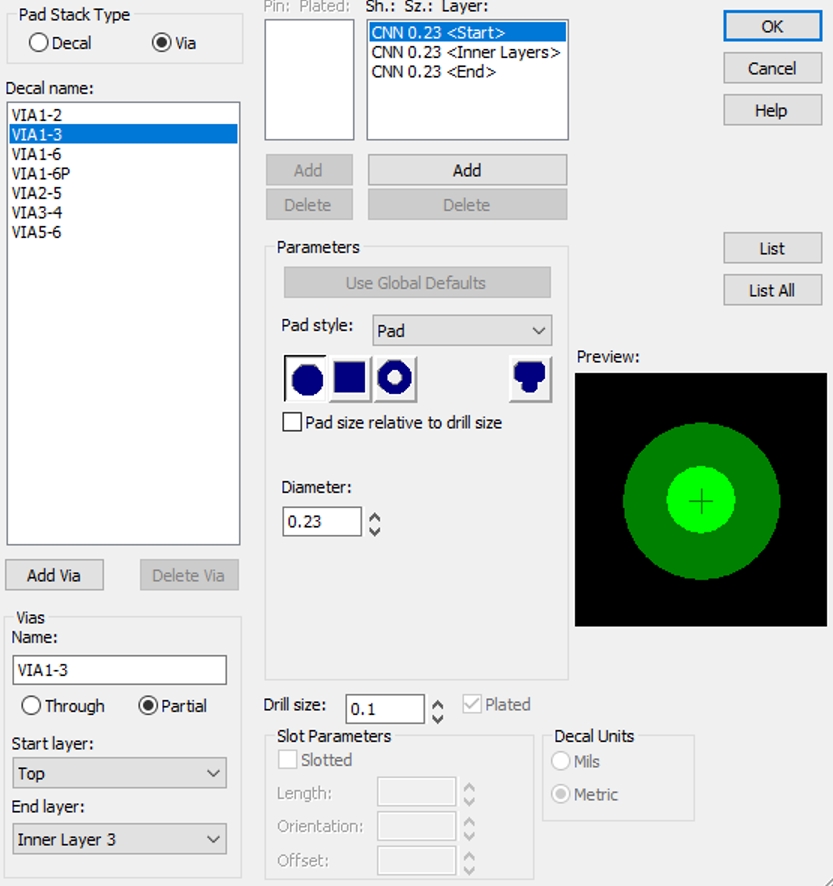 Pad Stack Type
Decal
Via
Decal name:
VIA1-2
VIA1-3
VIA1-6
VIA1-6P
VIA2-5
VIA3-4
VIA5-6
Add Via
Delete Via
Vias
Name:
VIA1-3
Through
Partial
Start layer:
Top
End layer:
Inner Layer 3
Pin: Plated:
Sh.: Sz.: Layer:
CNN 0.23 <Start>
CNN 0.23 <Inner Layers>
CNN 0.23 <End>
Add
Add
Delete
Delete
Parameters
Use Global Defaults
Pad style:
Pad
Pad size relative to drill size
Diameter:
0.23
Drill size:
0.1
Plated
Slot Parameters
Slotted
Length:
Orientation:
Offset:
Decal Units
Mils
Metric
OK
Cancel
Help
List
List All
Preview: